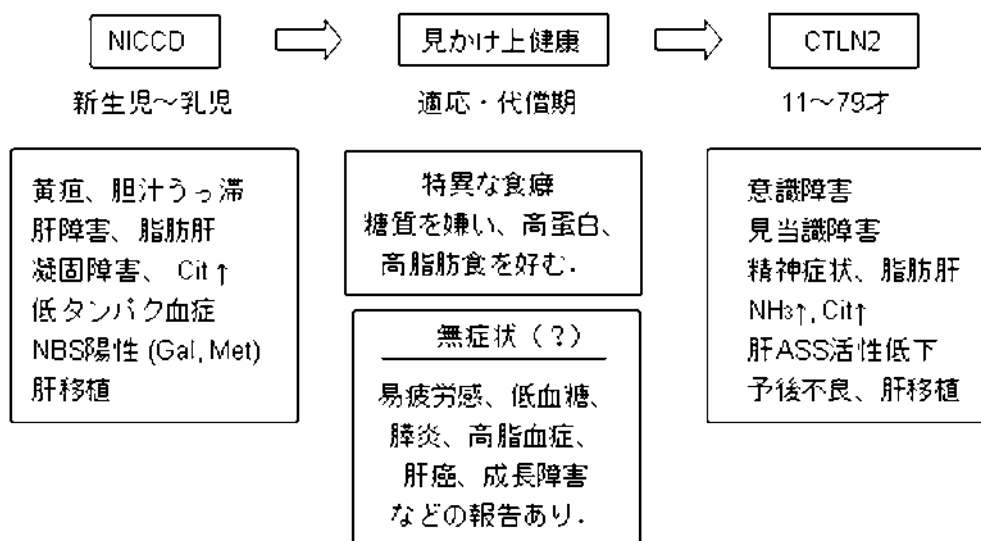 NICCD
見かけ上健康
CTLN2
新生児～乳児
適応・代償期
11～79才
黄疸、胆汁うっ滞
肝障害、脂肪肝
凝固障害、Cit↑
低タンパク血症
NBS陽性 (Gal, Met)
肝移植
特異な食癖
糖質を嫌い、高蛋白、
高脂肪食を好む.
無症状（？）
易疲労感、低血糖、
膵炎、高脂血症、
肝癌、成長障害
などの報告あり.
意識障害
見当識障害
精神症状、脂肪肝
NH₃↑, Cit↑
肝ASS活性低下
予後不良、肝移植